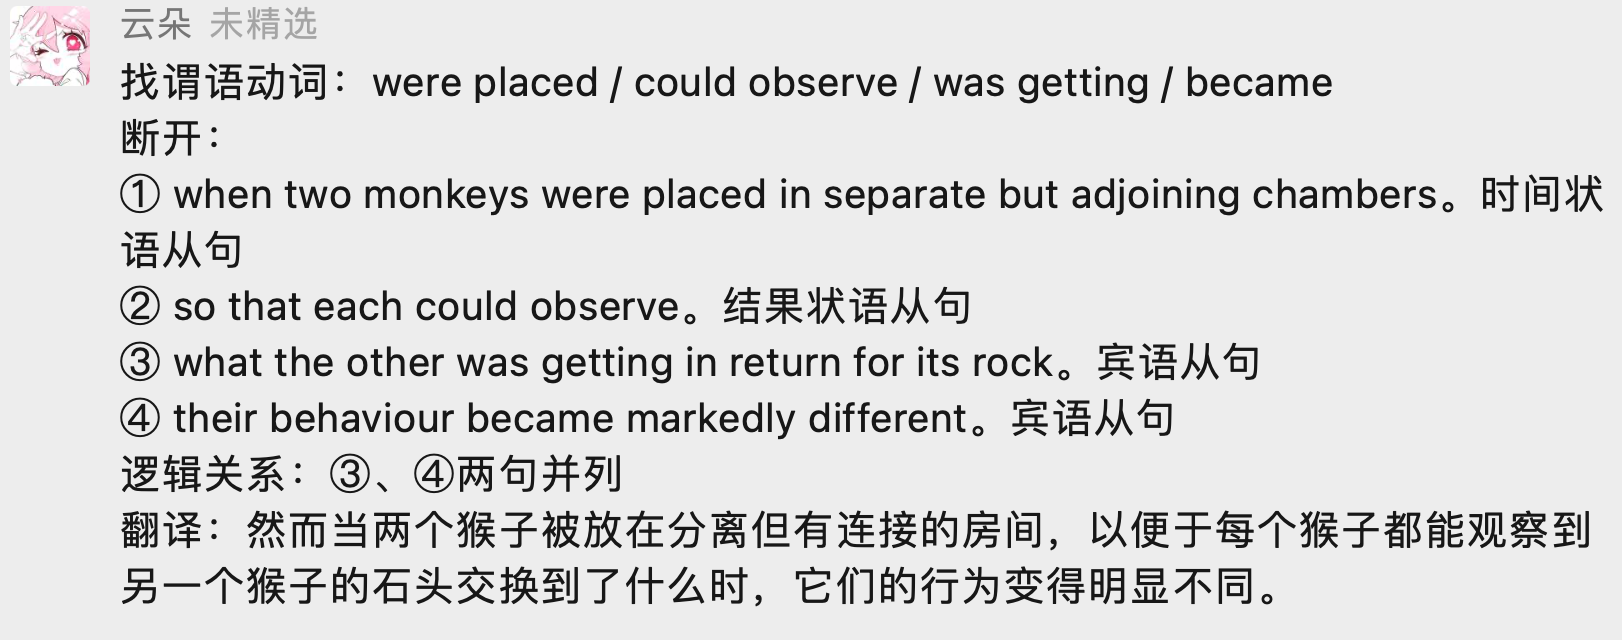 云朵 未精选
找谓语动词：were placed / could observe / was getting / became
断开：
① when two monkeys were placed in separate but adjoining chambers。时间状
语从句
② so that each could observe。结果状语从句
③ what the other was getting in return for its rock。宾语从句
④ their behaviour became markedly different。宾语从句
逻辑关系：③、④两句并列
翻译：然而当两个猴子被放在分离但有连接的房间，以便于每个猴子都能观察到
另一个猴子的石头交换到了什么时，它们的行为变得明显不同。